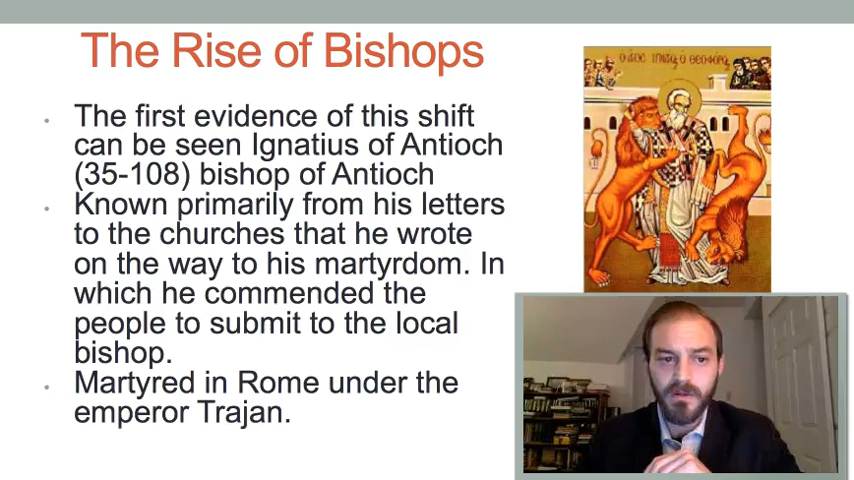 The Rise of Bishops
The first evidence of this shift
can be seen Ignatius of Antioch
(35-108) bishop of Antioch
Known primarily from his letters
to the churches that he wrote
on the way to his martyrdom. In
which he commended the
people to submit to the local
bishop.
Martyred in Rome under the
emperor Trajan.